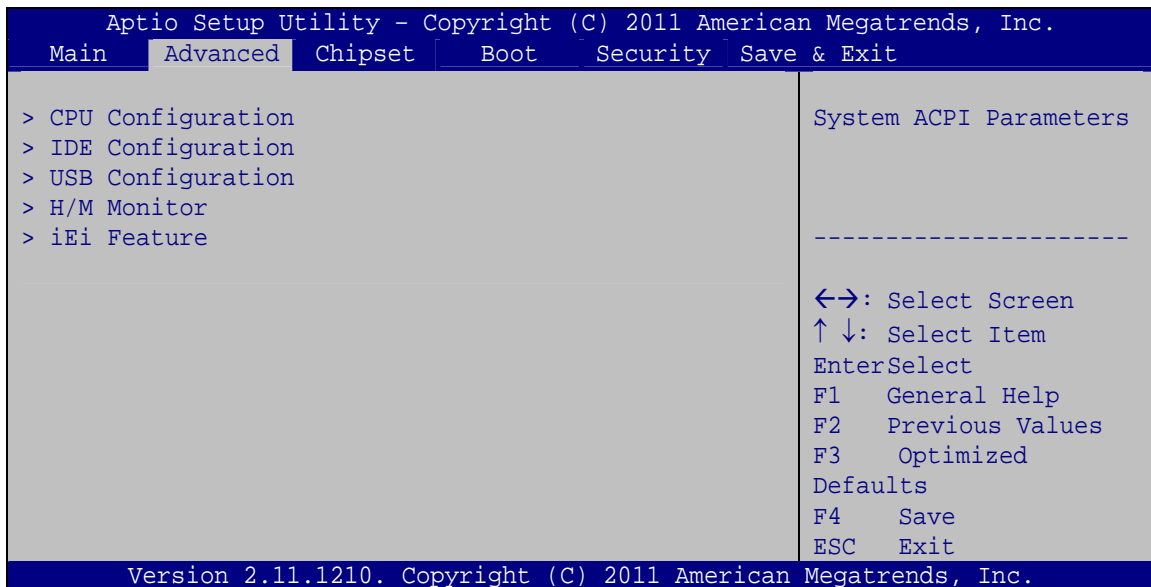 Aptio Setup Utility – Copyright (C) 2011 American Megatrends, Inc.
Main Advanced Chipset Boot Security Save & Exit
> CPU Configuration
> IDE Configuration
> USB Configuration
> H/M Monitor
> iEi Feature
System ACPI Parameters
----------------------
←→: Select Screen
↑ ↓: Select Item
EnterSelect
F1 General Help
F2 Previous Values
F3 Optimized
Defaults
F4 Save
ESC Exit
Version 2.11.1210. Copyright (C) 2011 American Megatrends, Inc.